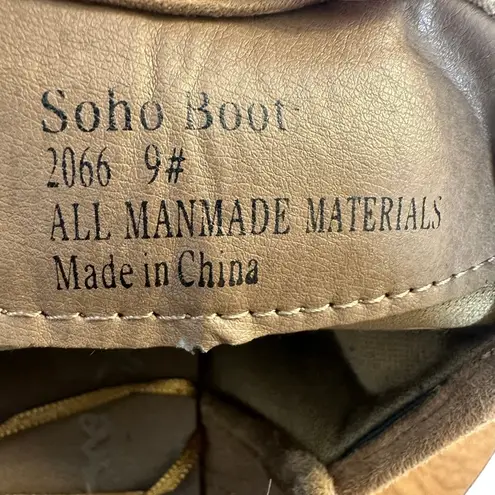 Soho Boot
2066 9#
ALL MANMADE MATERIALS
Made in China